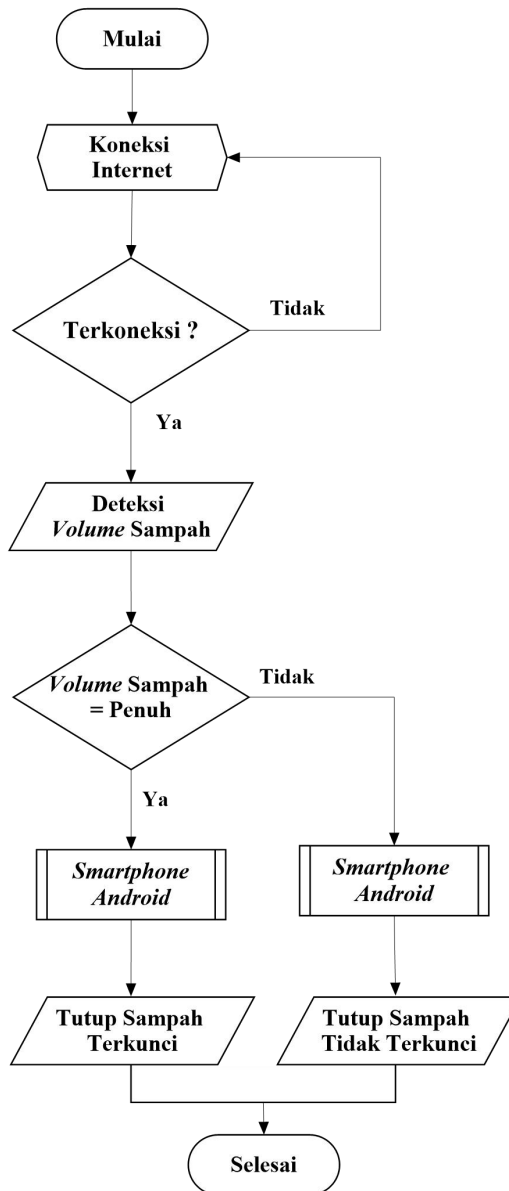 Mulai
Koneksi
Internet
Terkoneksi ?
Tidak
Ya
Deteksi
Volume Sampah
Volume Sampah
= Penuh
Tidak
Ya
Smartphone
Android
Smartphone
Android
Tutup Sampah
Terkunci
Tutup Sampah
Tidak Terkunci
Selesai